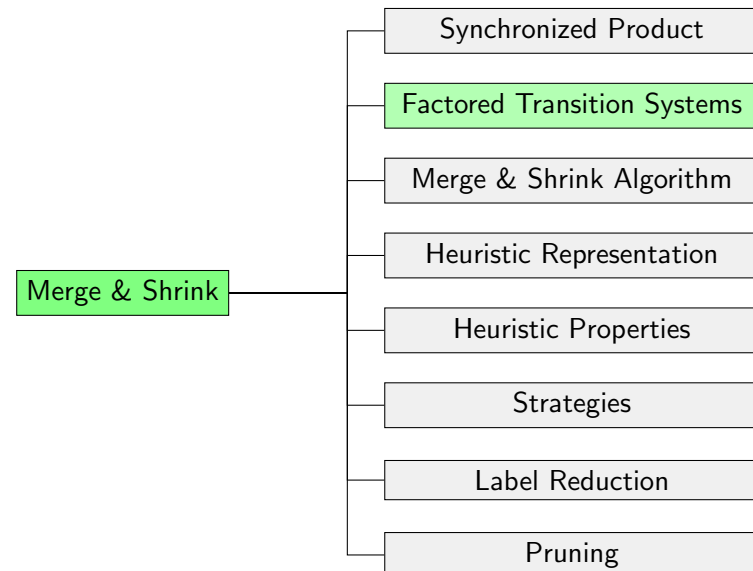 Synchronized Product
Factored Transition Systems
Merge & Shrink Algorithm
Heuristic Representation
Merge & Shrink
Heuristic Properties
Strategies
Label Reduction
Pruning